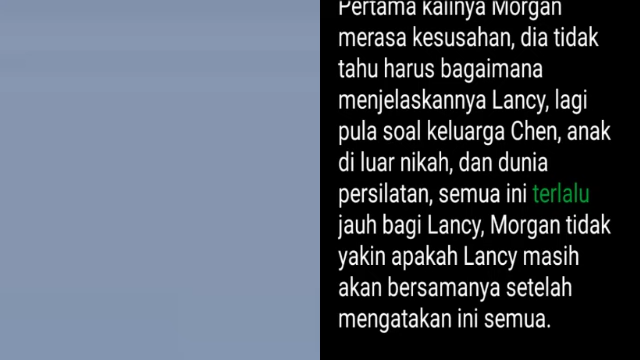 Pertama kalinya Morgan
merasa kesusahan, dia tidak
tahu harus bagaimana
menjelaskannya Lancy, lagi
pula soal keluarga Chen, anak
di luar nikah, dan dunia
persilatan, semua ini terlalu
jauh bagi Lancy, Morgan tidak
yakin apakah Lancy masih
akan bersamanya setelah
mengatakan ini semua.